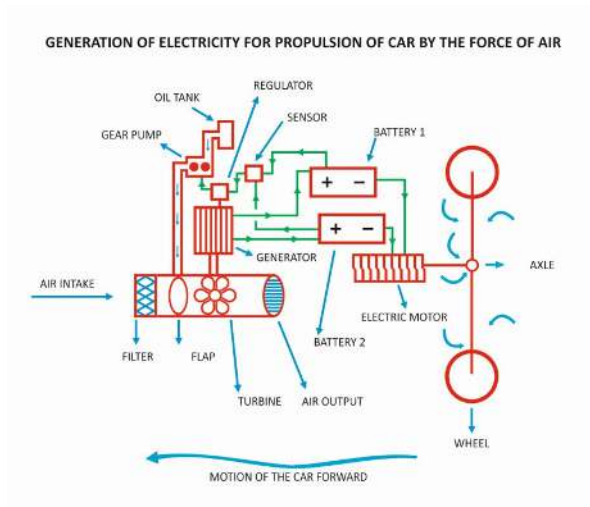 GENERATION OF ELECTRICITY FOR PROPULSION OF CAR BY THE FORCE OF AIR
REGULATOR
OIL TANK
SENSOR
GEAR PUMP
BATTERY 1
+ −
+ −
GENERATOR
AXLE
AIR INTAKE
ELECTRIC MOTOR
BATTERY 2
FILTER
FLAP
TURBINE
AIR OUTPUT
WHEEL
MOTION OF THE CAR FORWARD